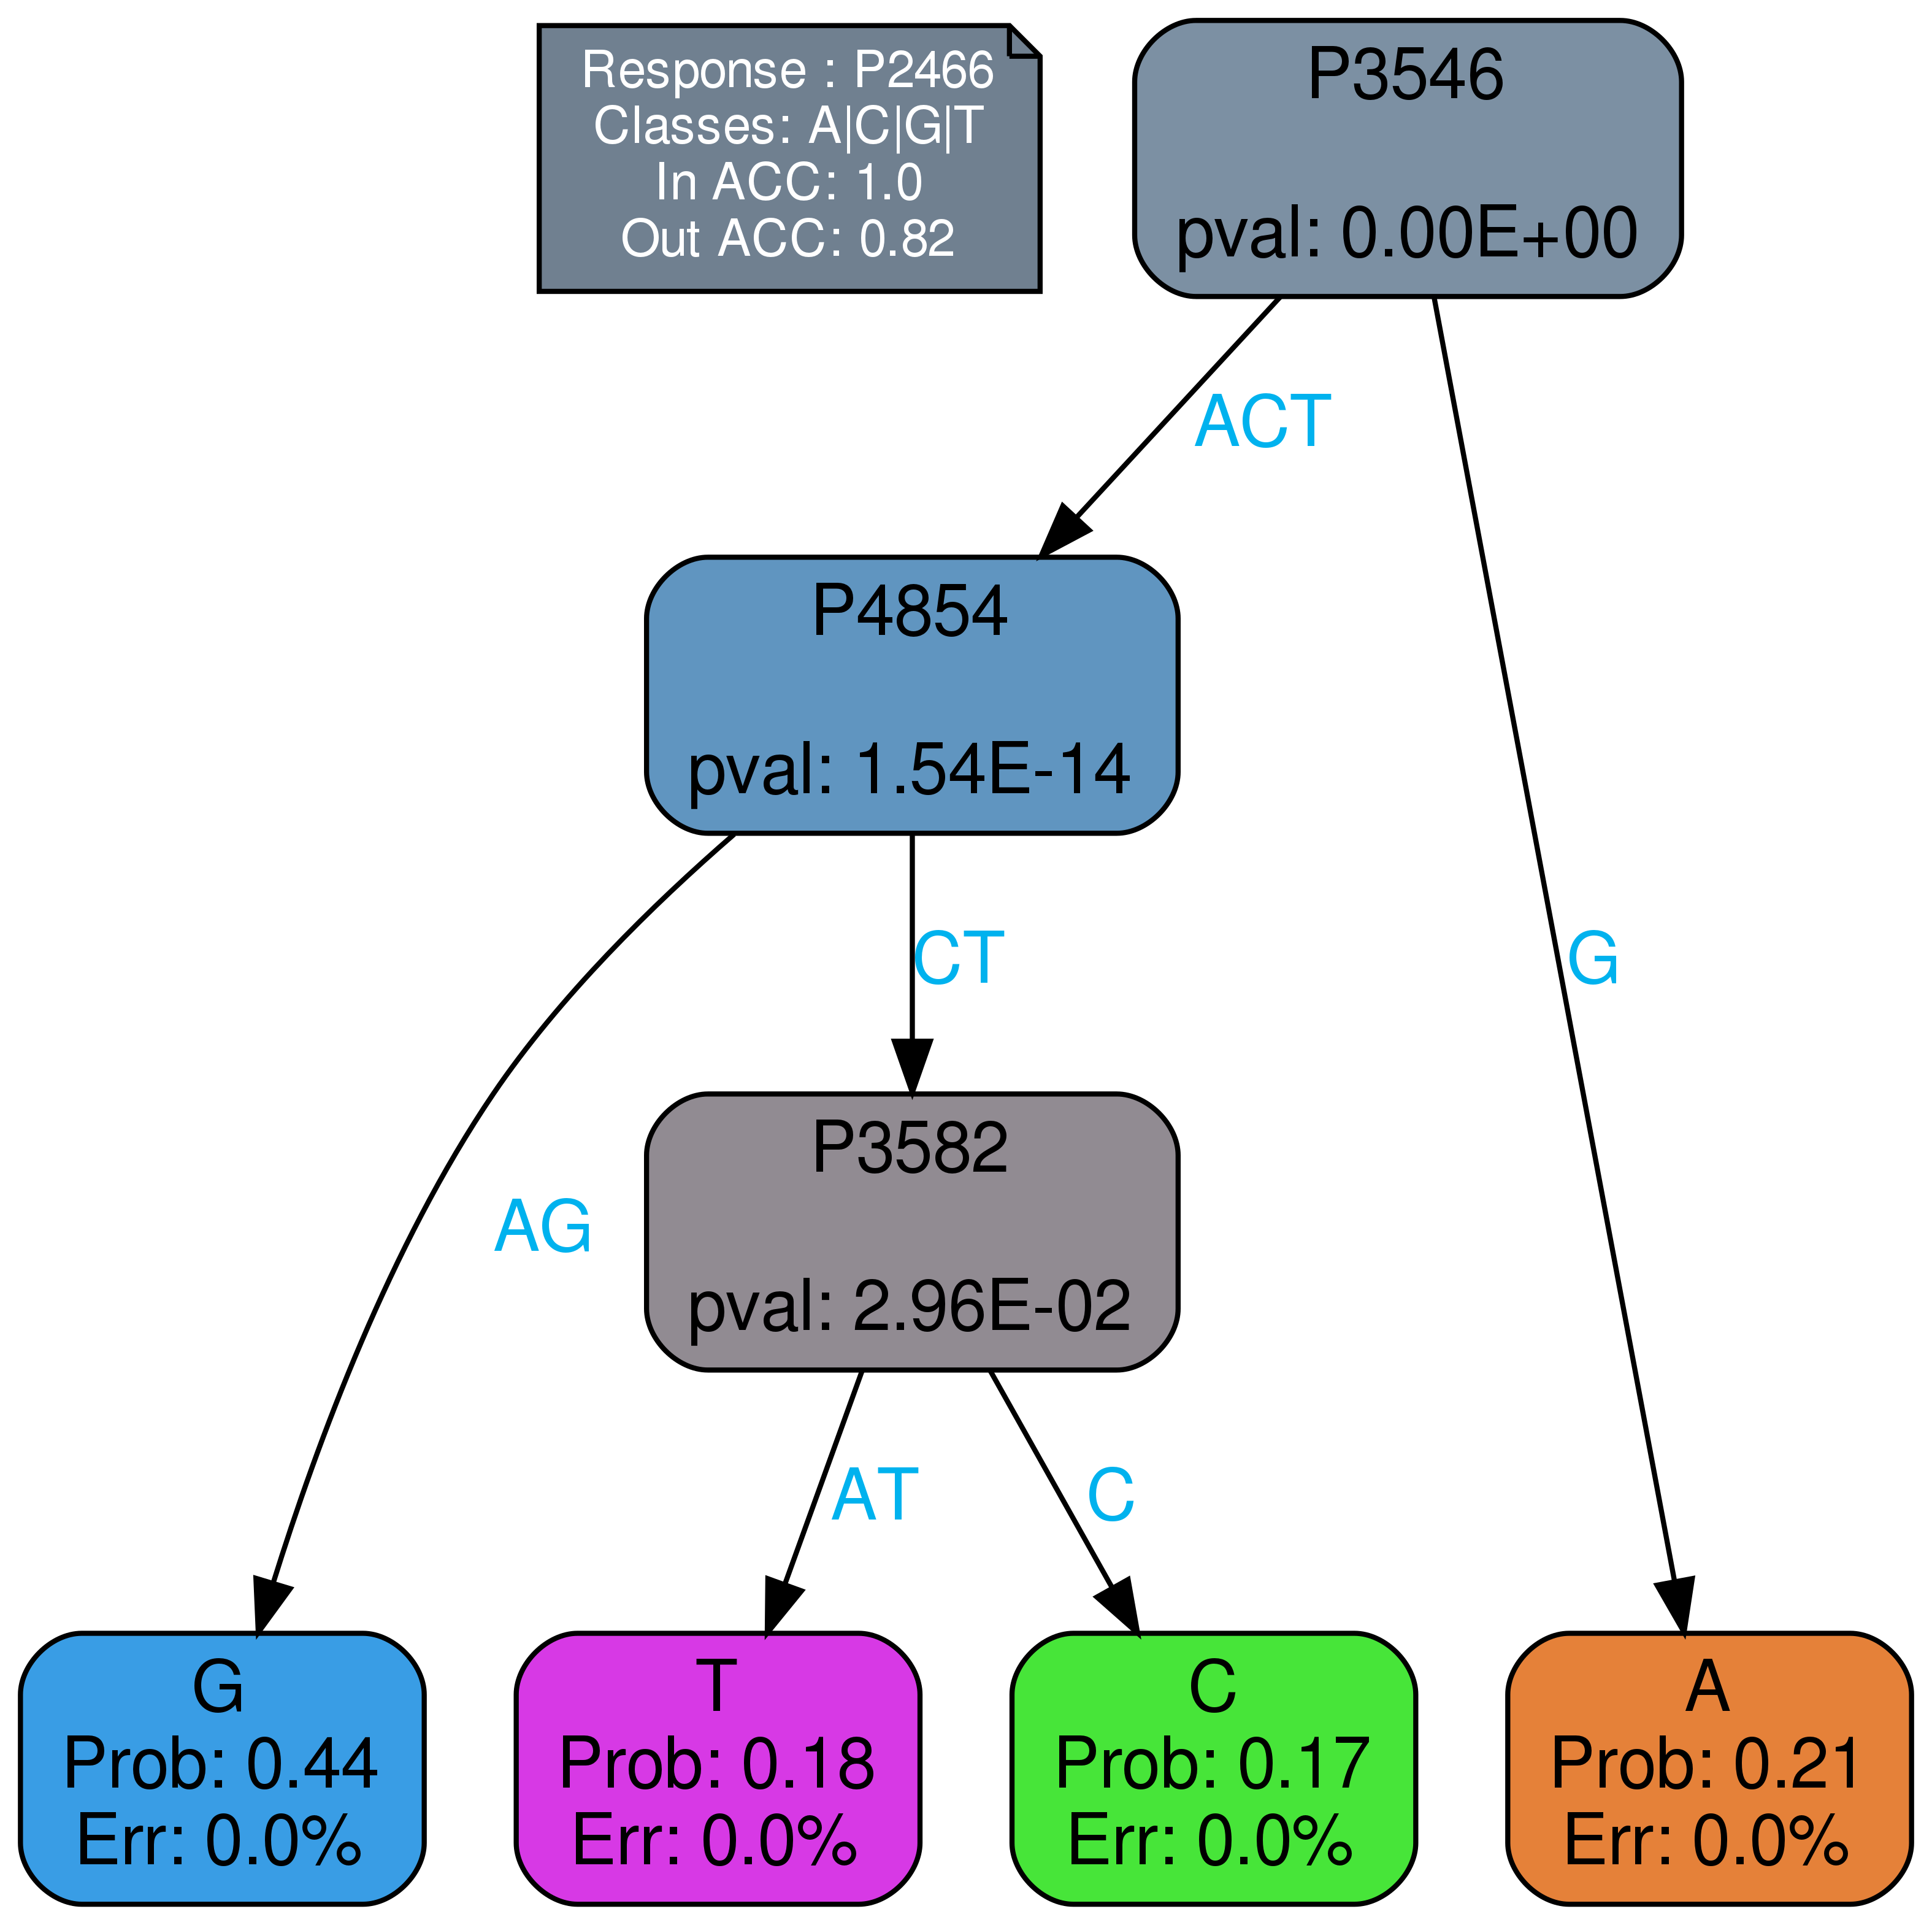 Response : P2466
Classes: A|C|G|T
In ACC: 1.0
Out ACC: 0.82
P3546
pval: 0.00E+00
ACT
P4854
pval: 1.54E-14
CT
G
P3582
pval: 2.96E-02
AG
AT
C
G
Prob: 0.44
Err: 0.0%
T
Prob: 0.18
Err: 0.0%
C
Prob: 0.17
Err: 0.0%
A
Prob: 0.21
Err: 0.0%